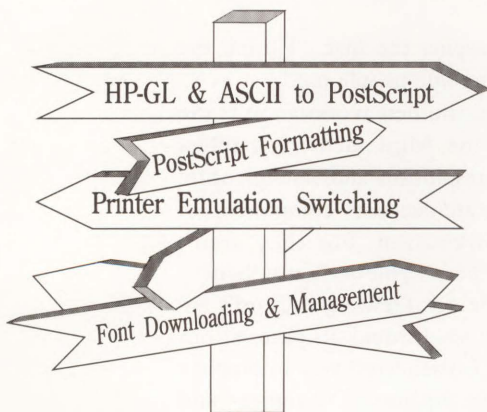 HP-GL & ASCII to PostScript
PostScript Formatting
Printer Emulation Switching
Font Downloading & Management